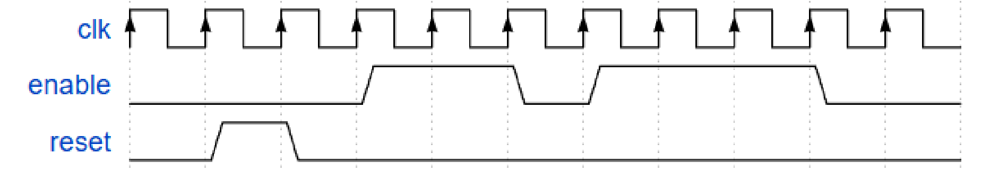 clk
enable
reset